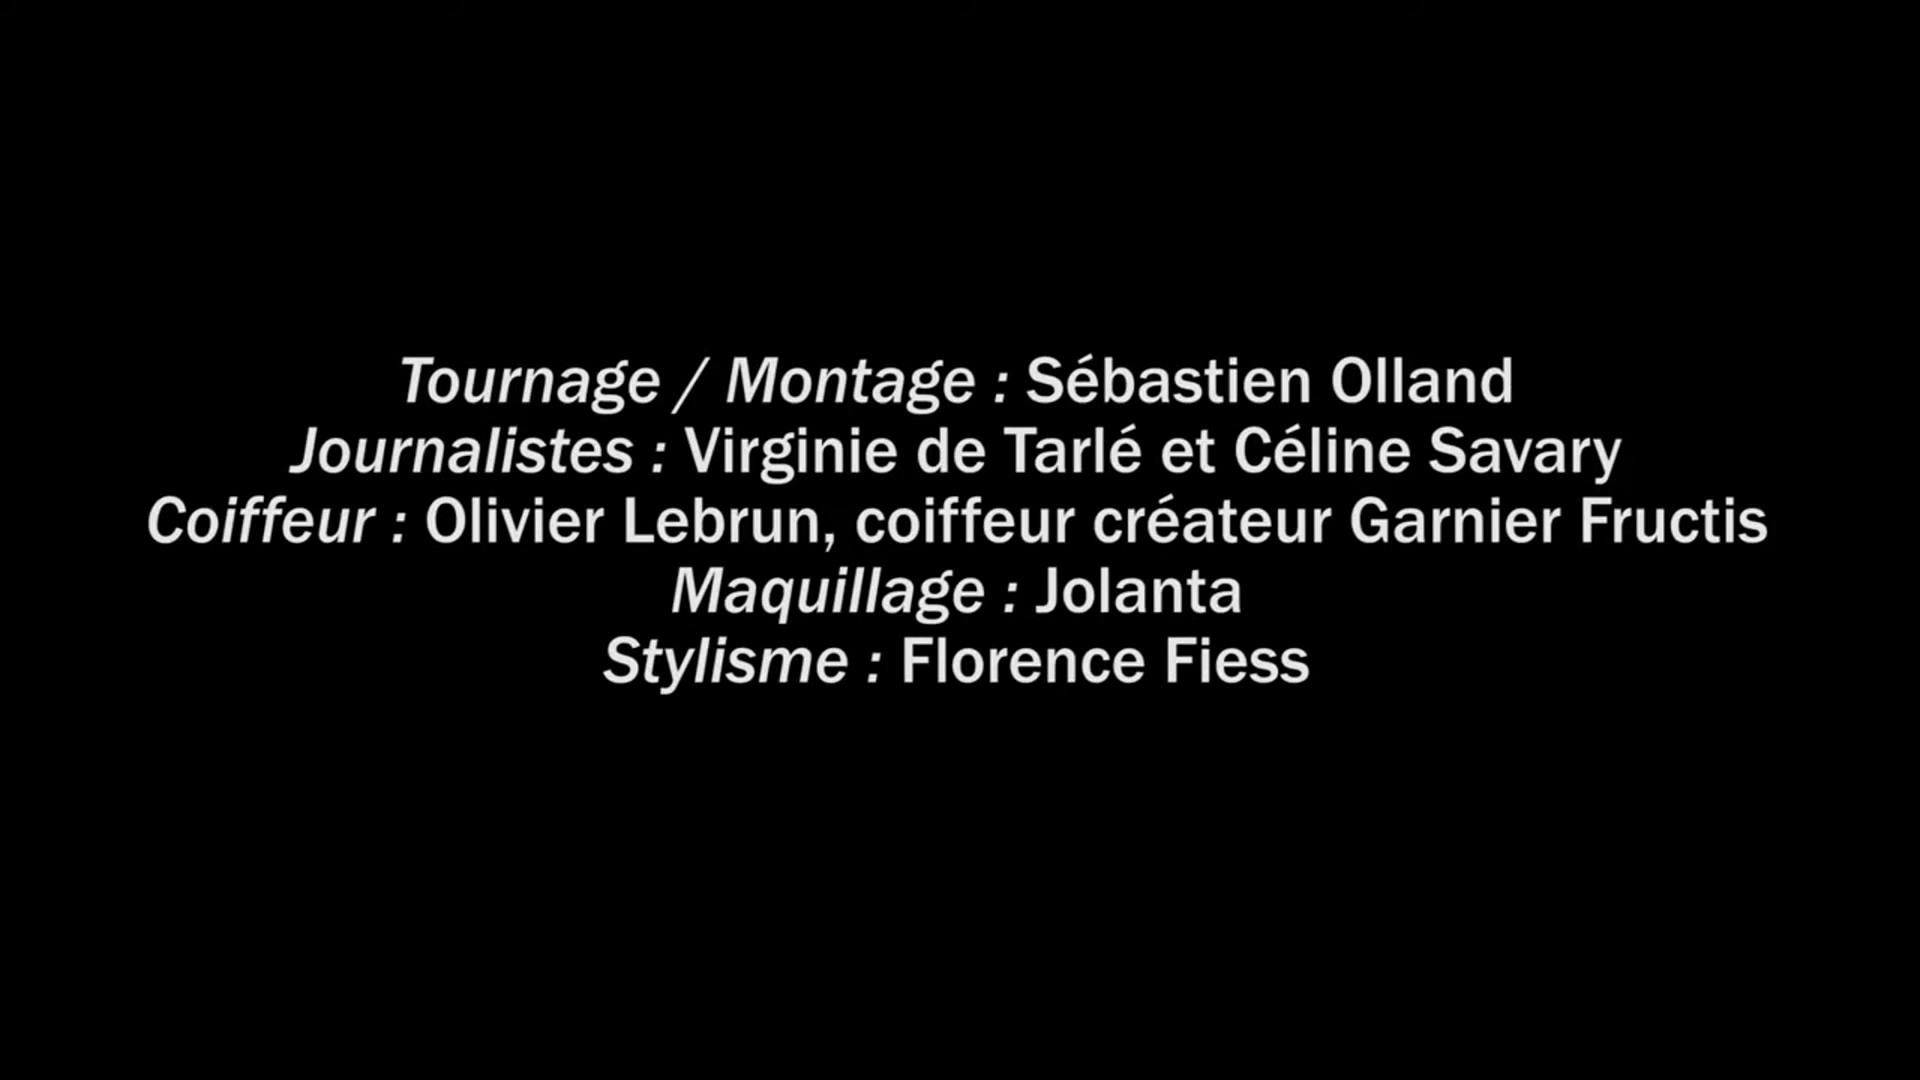 Tournage / Montage : Sébastien Olland
Journalistes : Virginie de Tarlé et Céline Savary
Coiffeur : Olivier Lebrun, coiffeur créateur Garnier Fructis
Maquillage : Jolanta
Stylisme : Florence Fiess